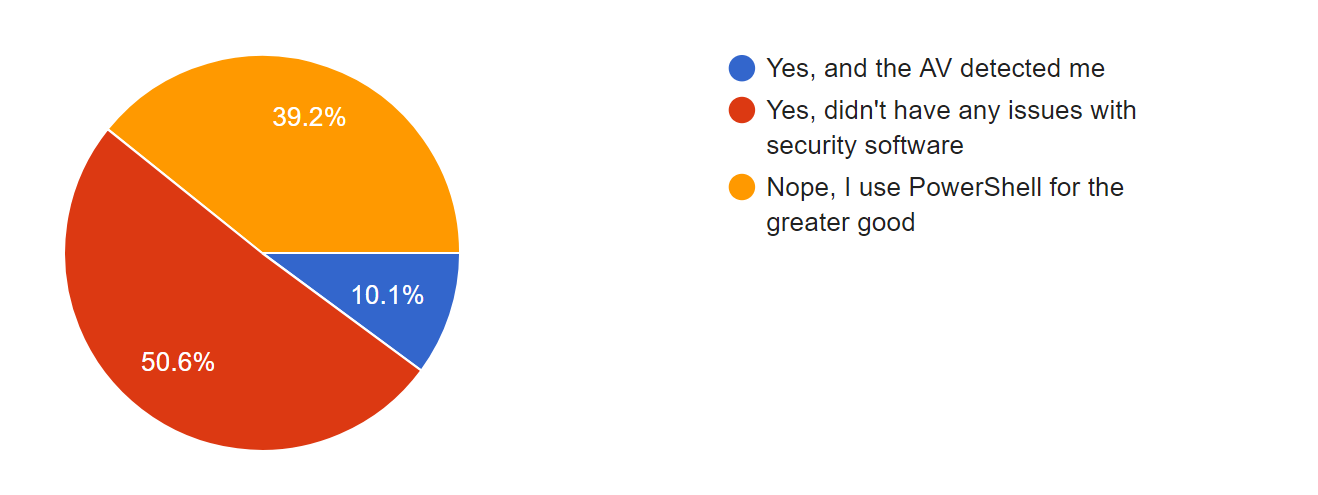 39.2%
10.1%
50.6%
Yes, and the AV detected me
Yes, didn't have any issues with
security software
Nope, I use PowerShell for the
greater good